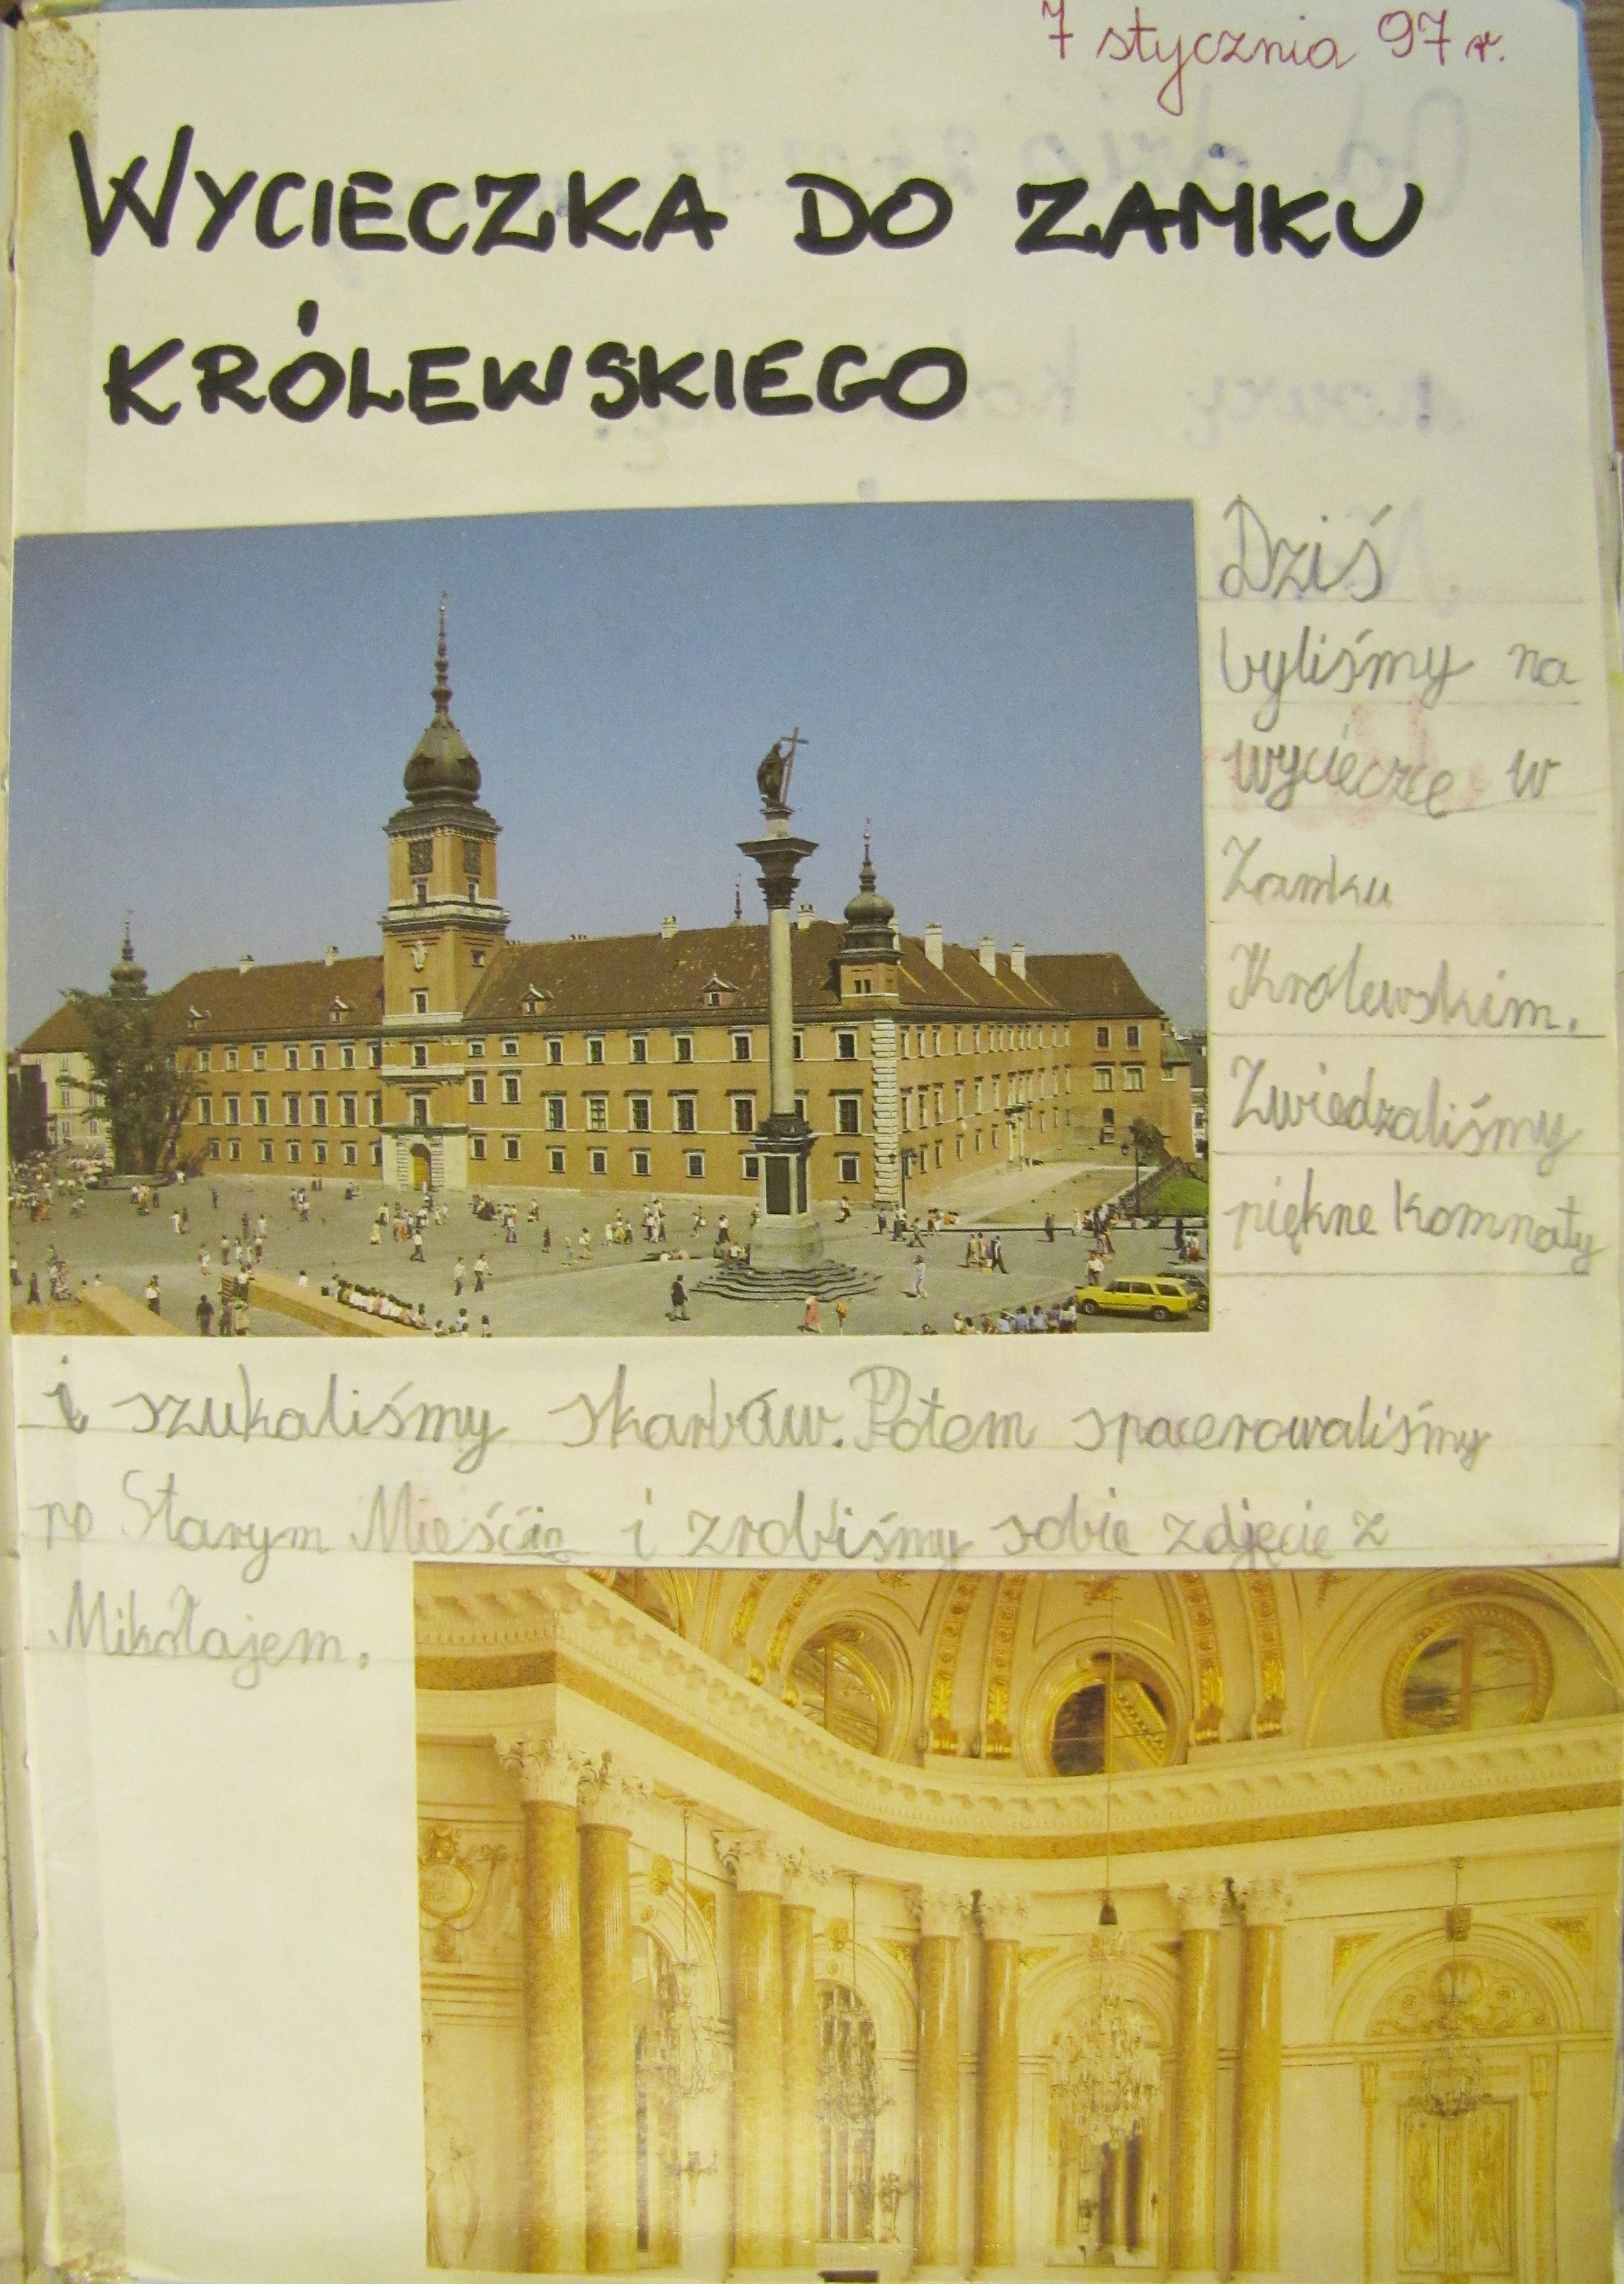 7 stycznia 97 r.
WYCIECZKA DO ZAMKU
KRÓLEWSKIEGO
Dziś
byliśmy na
wycieczce w
Zamku
Królewskim.
Zwiedzaliśmy
piękne komnaty
i szukaliśmy skarbów. Potem spacerowaliśmy
po Starym Mieście i zrobiśmy sobie zdjęcie z
Mikołajem.